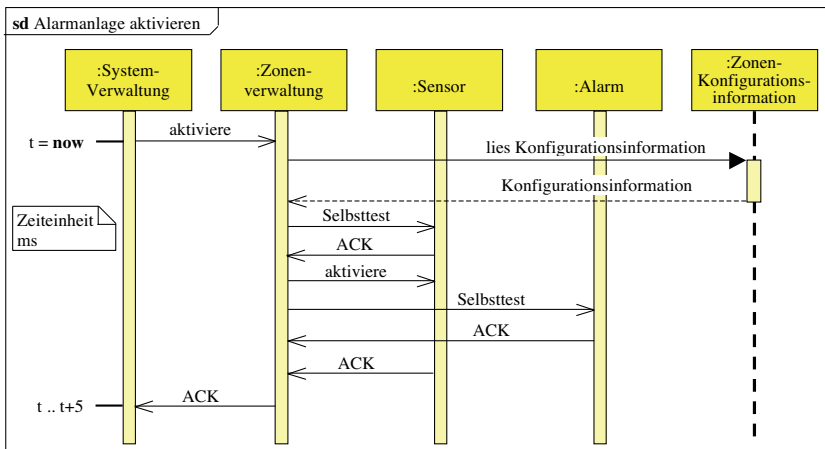 sd Alarmanlage aktivieren
:System-
Verwaltung
:Zonen-
verwaltung
:Sensor
:Alarm
:Zonen-
Konfigurations-
information
t = now
aktiviere
lies Konfigurationsinformation
Konfigurationsinformation
Zeiteinheit
ms
Selbsttest
ACK
aktiviere
Selbsttest
ACK
ACK
t .. t+5
ACK